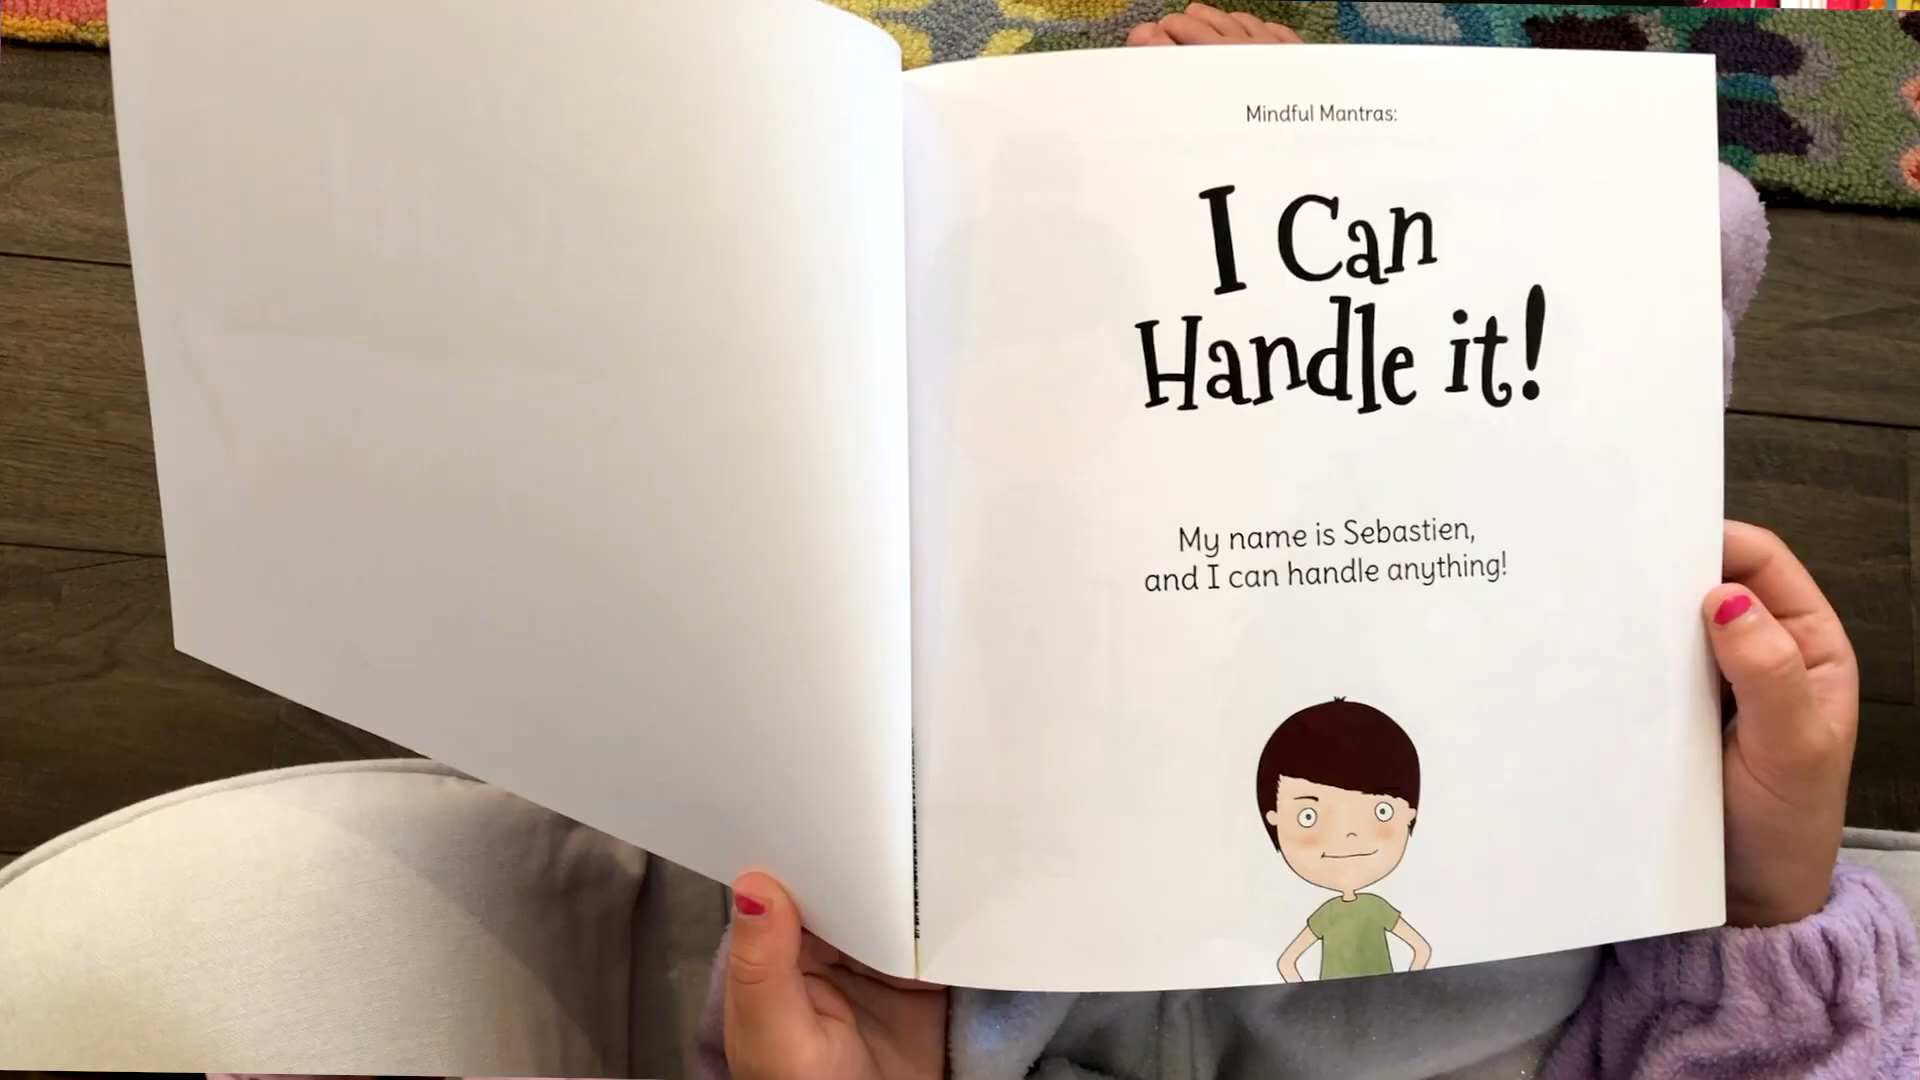 Mindful Mantras:
I Can
Handle it!
My name is Sebastien,
and I can handle anything!